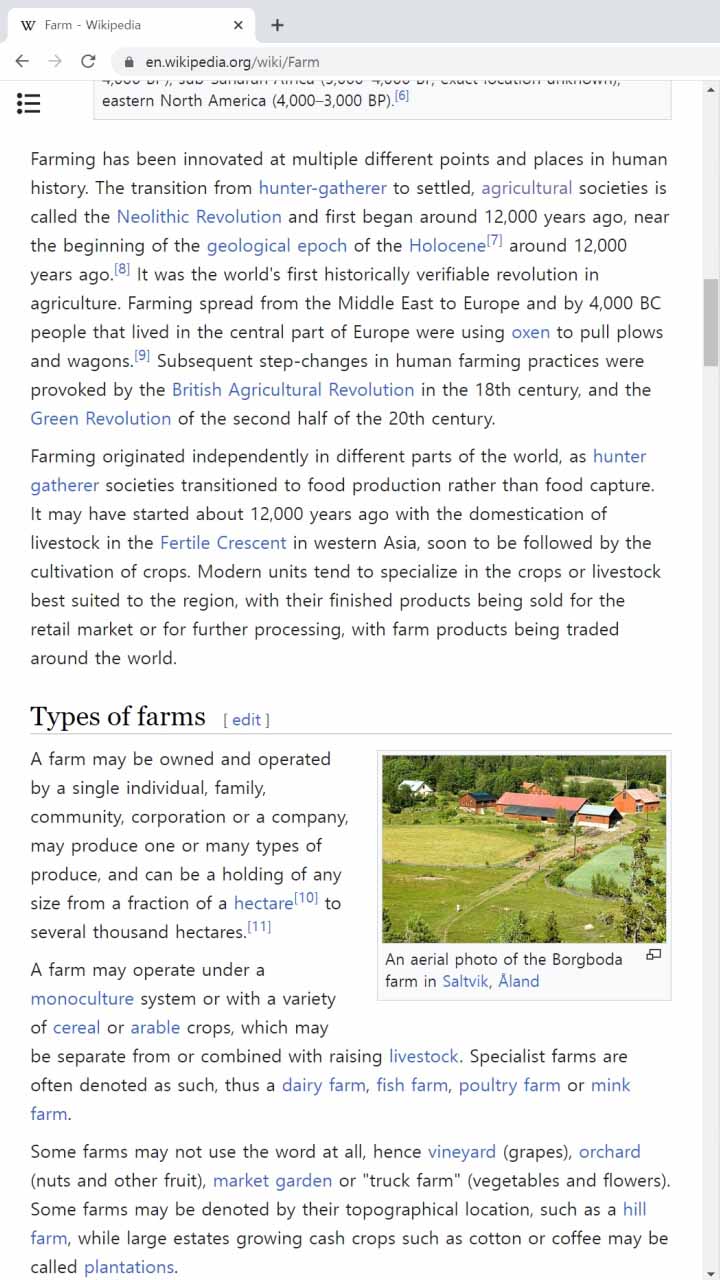 Farm - Wikipedia
en.wikipedia.org/wiki/Farm
eastern North America (4,000–3,000 BP).[6]
Farming has been innovated at multiple different points and places in human
history. The transition from hunter-gatherer to settled, agricultural societies is
called the Neolithic Revolution and first began around 12,000 years ago, near
the beginning of the geological epoch of the Holocene[7] around 12,000
years ago.[8] It was the world's first historically verifiable revolution in
agriculture. Farming spread from the Middle East to Europe and by 4,000 BC
people that lived in the central part of Europe were using oxen to pull plows
and wagons.[9] Subsequent step-changes in human farming practices were
provoked by the British Agricultural Revolution in the 18th century, and the
Green Revolution of the second half of the 20th century.
Farming originated independently in different parts of the world, as hunter
gatherer societies transitioned to food production rather than food capture.
It may have started about 12,000 years ago with the domestication of
livestock in the Fertile Crescent in western Asia, soon to be followed by the
cultivation of crops. Modern units tend to specialize in the crops or livestock
best suited to the region, with their finished products being sold for the
retail market or for further processing, with farm products being traded
around the world.
Types of farms [ edit ]
A farm may be owned and operated
by a single individual, family,
community, corporation or a company,
may produce one or many types of
produce, and can be a holding of any
size from a fraction of a hectare[10] to
several thousand hectares.[11]
An aerial photo of the Borgboda
farm in Saltvik, Åland
A farm may operate under a
monoculture system or with a variety
of cereal or arable crops, which may
be separate from or combined with raising livestock. Specialist farms are
often denoted as such, thus a dairy farm, fish farm, poultry farm or mink
farm.
Some farms may not use the word at all, hence vineyard (grapes), orchard
(nuts and other fruit), market garden or "truck farm" (vegetables and flowers).
Some farms may be denoted by their topographical location, such as a hill
farm, while large estates growing cash crops such as cotton or coffee may be
called plantations.